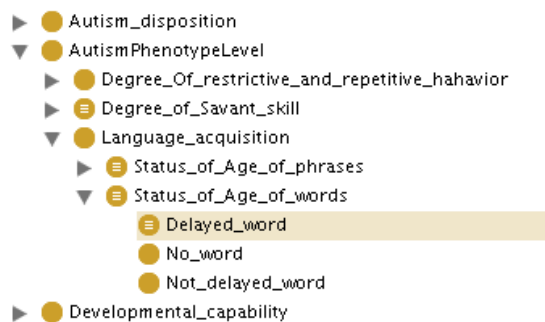 Autism_disposition
AutismPhenotypeLevel
Degree_Of_restrictive_and_repetitive_hahavior
Degree_of_Savant_skill
Language_acquisition
Status_of_Age_of_phrases
Status_of_Age_of_words
Delayed_word
No_word
Not_delayed_word
Developmental_capability